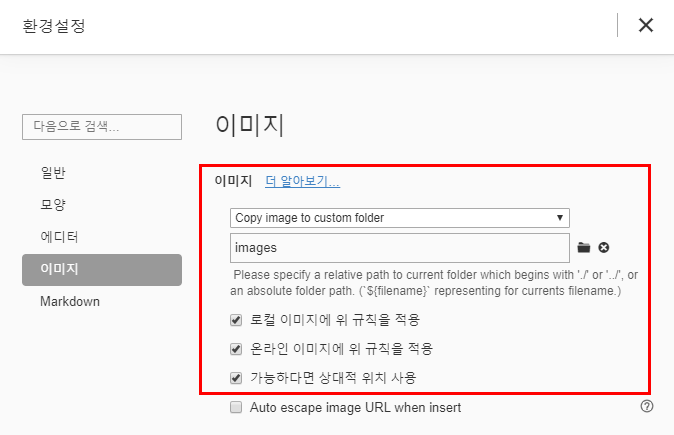 환경설정
다음으로 검색...
일반
모양
에디터
이미지
Markdown
이미지
이미지 더 알아보기...
Copy image to custom folder
images
Please specify a relative path to current folder which begins with './' or '../', or
an absolute folder path. (`${filename}` representing for currents filename.)
로컬 이미지에 위 규칙을 적용
온라인 이미지에 위 규칙을 적용
가능하다면 상대적 위치 사용
Auto escape image URL when insert